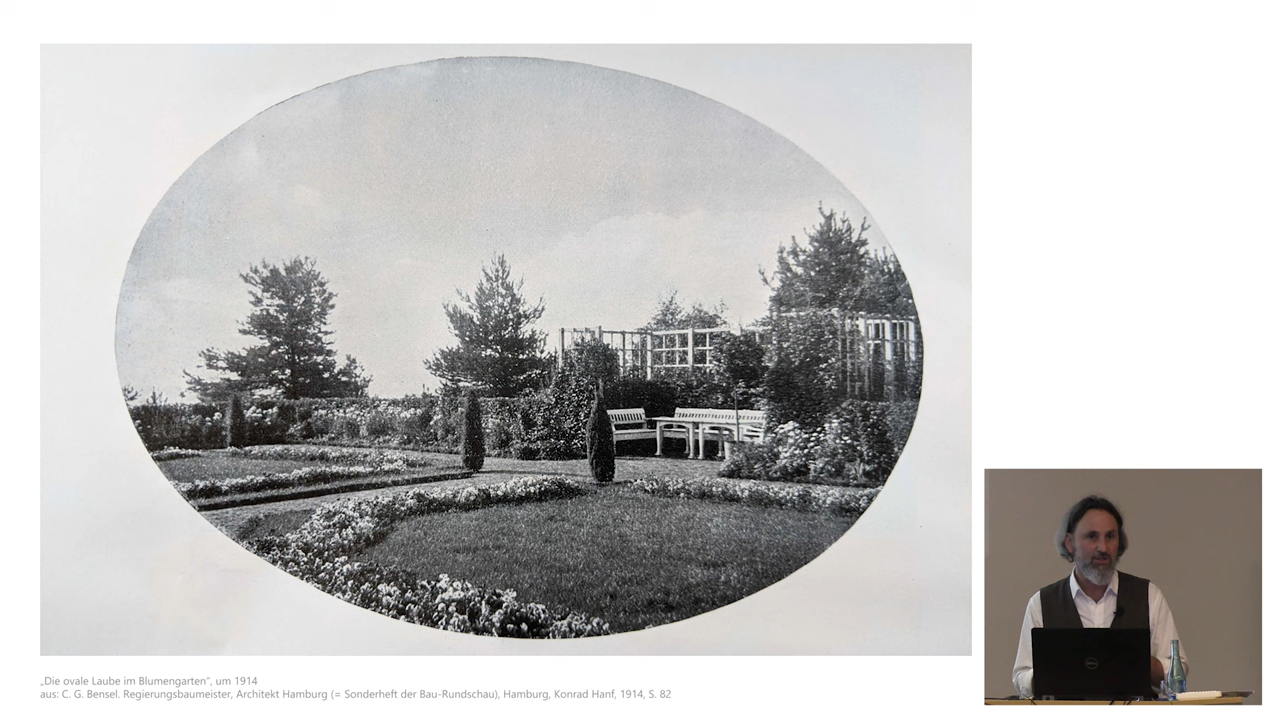 „Die ovale Laube im Blumengarten", um 1914
aus: C. G. Bensel. Regierungsbaumeister, Architekt Hamburg (= Sonderheft der Bau-Rundschau), Hamburg, Konrad Hanf, 1914, S. 82
DELL